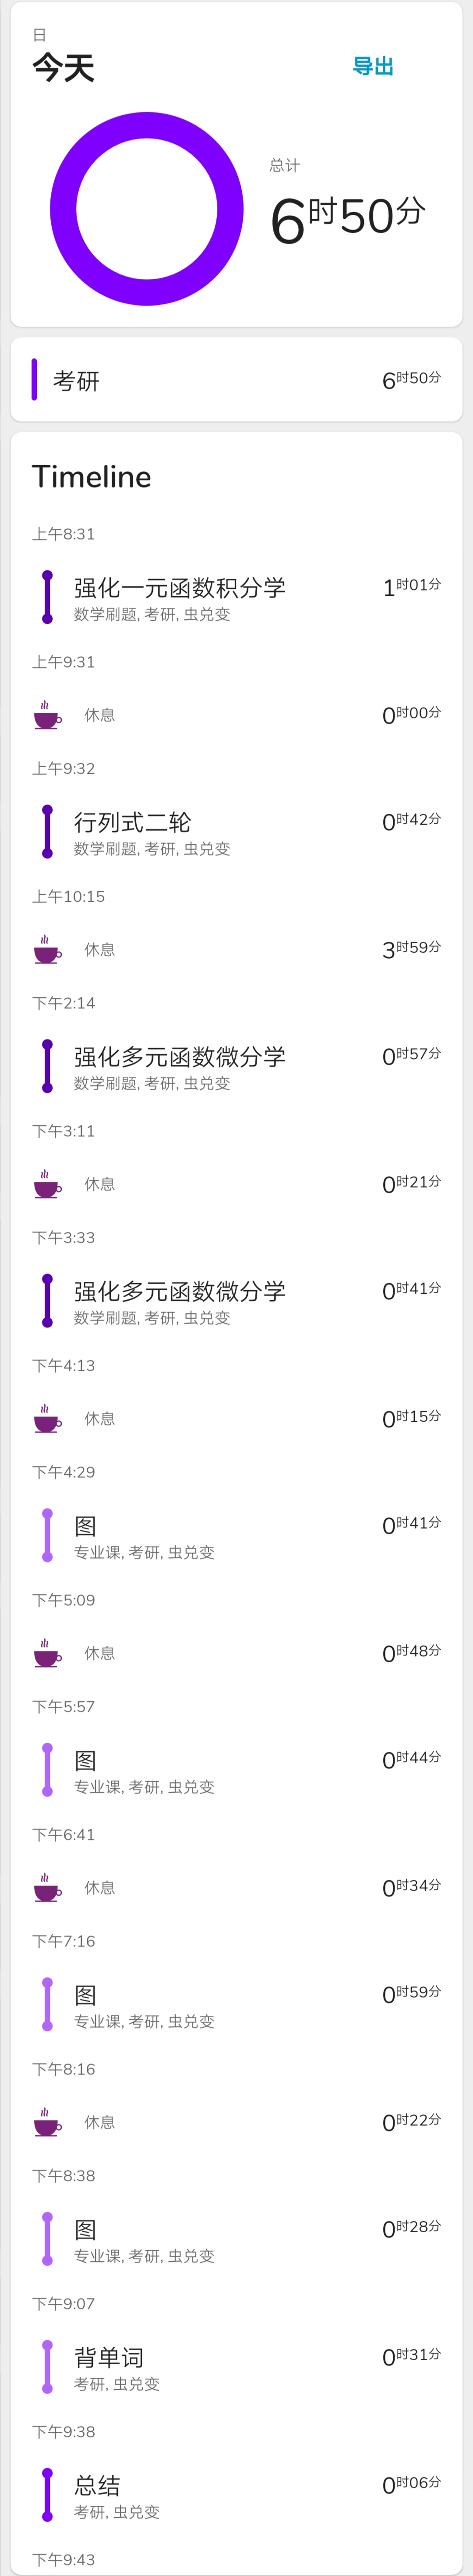 日
今天
导出
总计
6时50分
考研
6时50分
Timeline
上午8:31
强化一元函数积分学
1时01分
数学刷题, 考研, 虫兑变
上午9:31
休息
0时00分
上午9:32
行列式二轮
0时42分
数学刷题, 考研, 虫兑变
上午10:15
休息
3时59分
下午2:14
强化多元函数微分学
0时57分
数学刷题, 考研, 虫兑变
下午3:11
休息
0时21分
下午3:33
强化多元函数微分学
0时41分
数学刷题, 考研, 虫兑变
下午4:13
休息
0时15分
下午4:29
图
0时41分
专业课, 考研, 虫兑变
下午5:09
休息
0时48分
下午5:57
图
0时44分
专业课, 考研, 虫兑变
下午6:41
休息
0时34分
下午7:16
图
0时59分
专业课, 考研, 虫兑变
下午8:16
休息
0时22分
下午8:38
图
0时28分
专业课, 考研, 虫兑变
下午9:07
背单词
0时31分
考研, 虫兑变
下午9:38
总结
0时06分
考研, 虫兑变
下午9:43